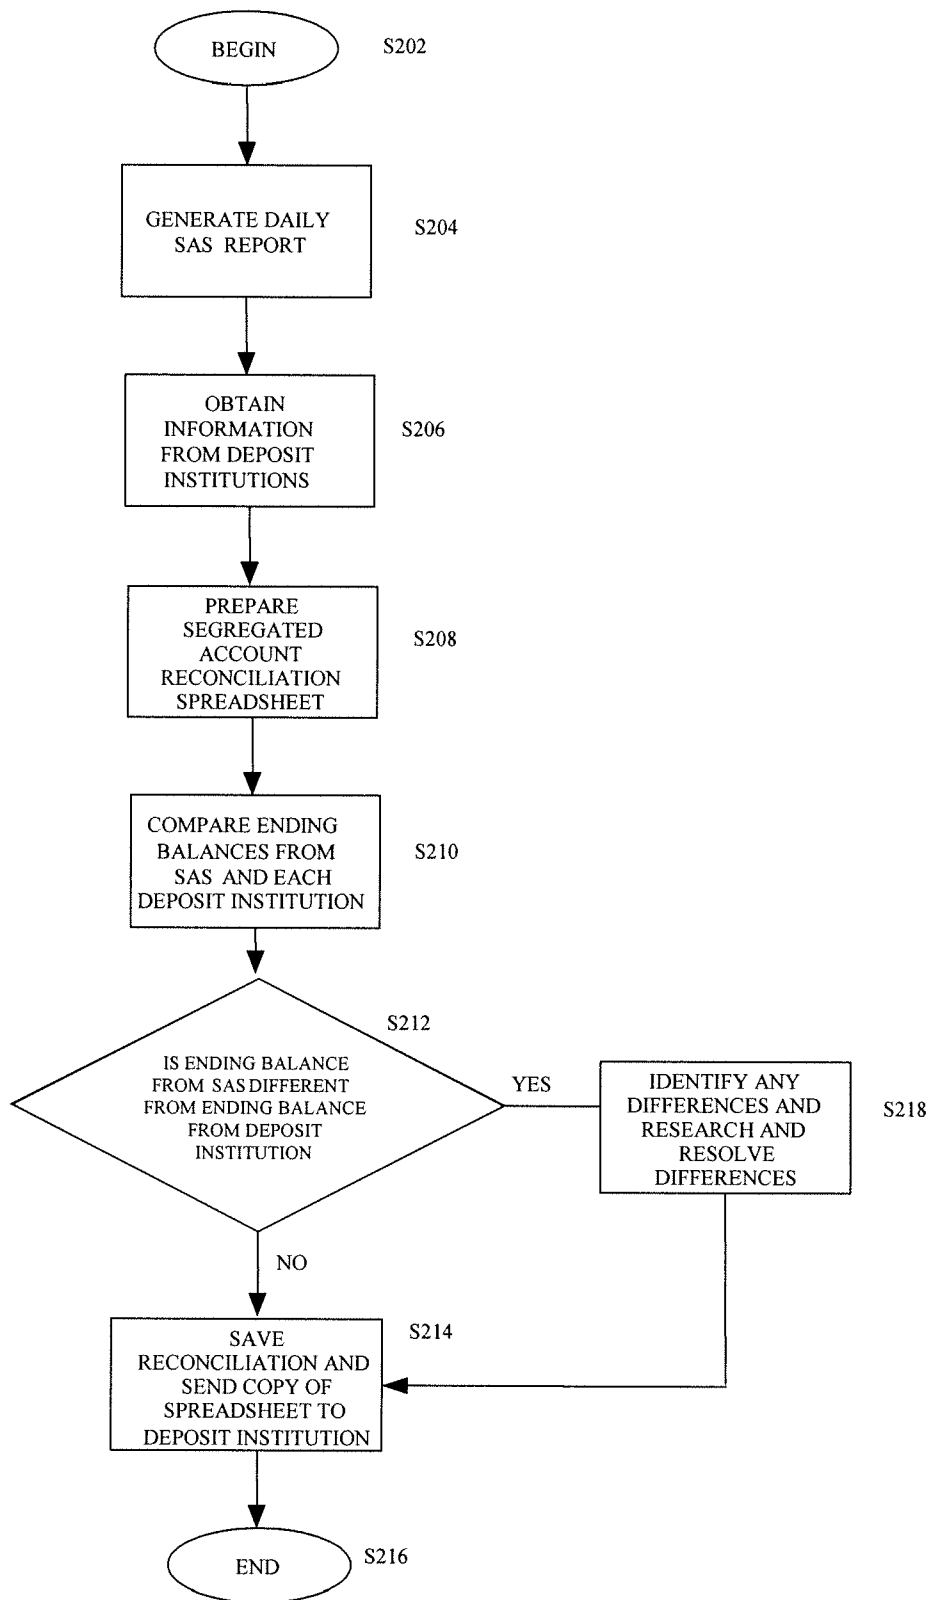 BEGIN
S202
GENERATE DAILY
SAS REPORT
S204
OBTAIN
INFORMATION
FROM DEPOSIT
INSTITUTIONS
S206
PREPARE
SEGREGATED
ACCOUNT
RECONCILIATION
SPREADSHEET
S208
COMPARE ENDING
BALANCES FROM
SAS AND EACH
DEPOSIT INSTITUTION
S210
S212
IS ENDING BALANCE
FROM SAS DIFFERENT
FROM ENDING BALANCE
FROM DEPOSIT
INSTITUTION
YES
IDENTIFY ANY
DIFFERENCES AND
RESEARCH AND
RESOLVE
DIFFERENCES
S218
NO
SAVE
RECONCILIATION AND
SEND COPY OF
SPREADSHEET TO
DEPOSIT INSTITUTION
S214
END
S216